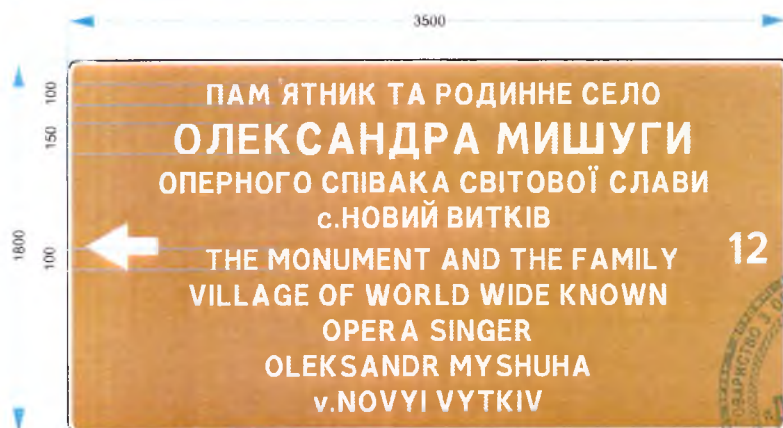 3500
100
150
1800
100
ПАМ'ЯТНИК ТА РОДИННЕ СЕЛО
ОЛЕКСАНДРА МИШУГИ
ОПЕРНОГО СПІВАКА СВІТОВОЇ СЛАВИ
с.НОВИЙ ВИТКІВ
THE MONUMENT AND THE FAMILY
12
VILLAGE OF WORLD WIDE KNOWN
OPERA SINGER
OLEKSANDR MYSHUHA
v.NOVYI VYTKIV